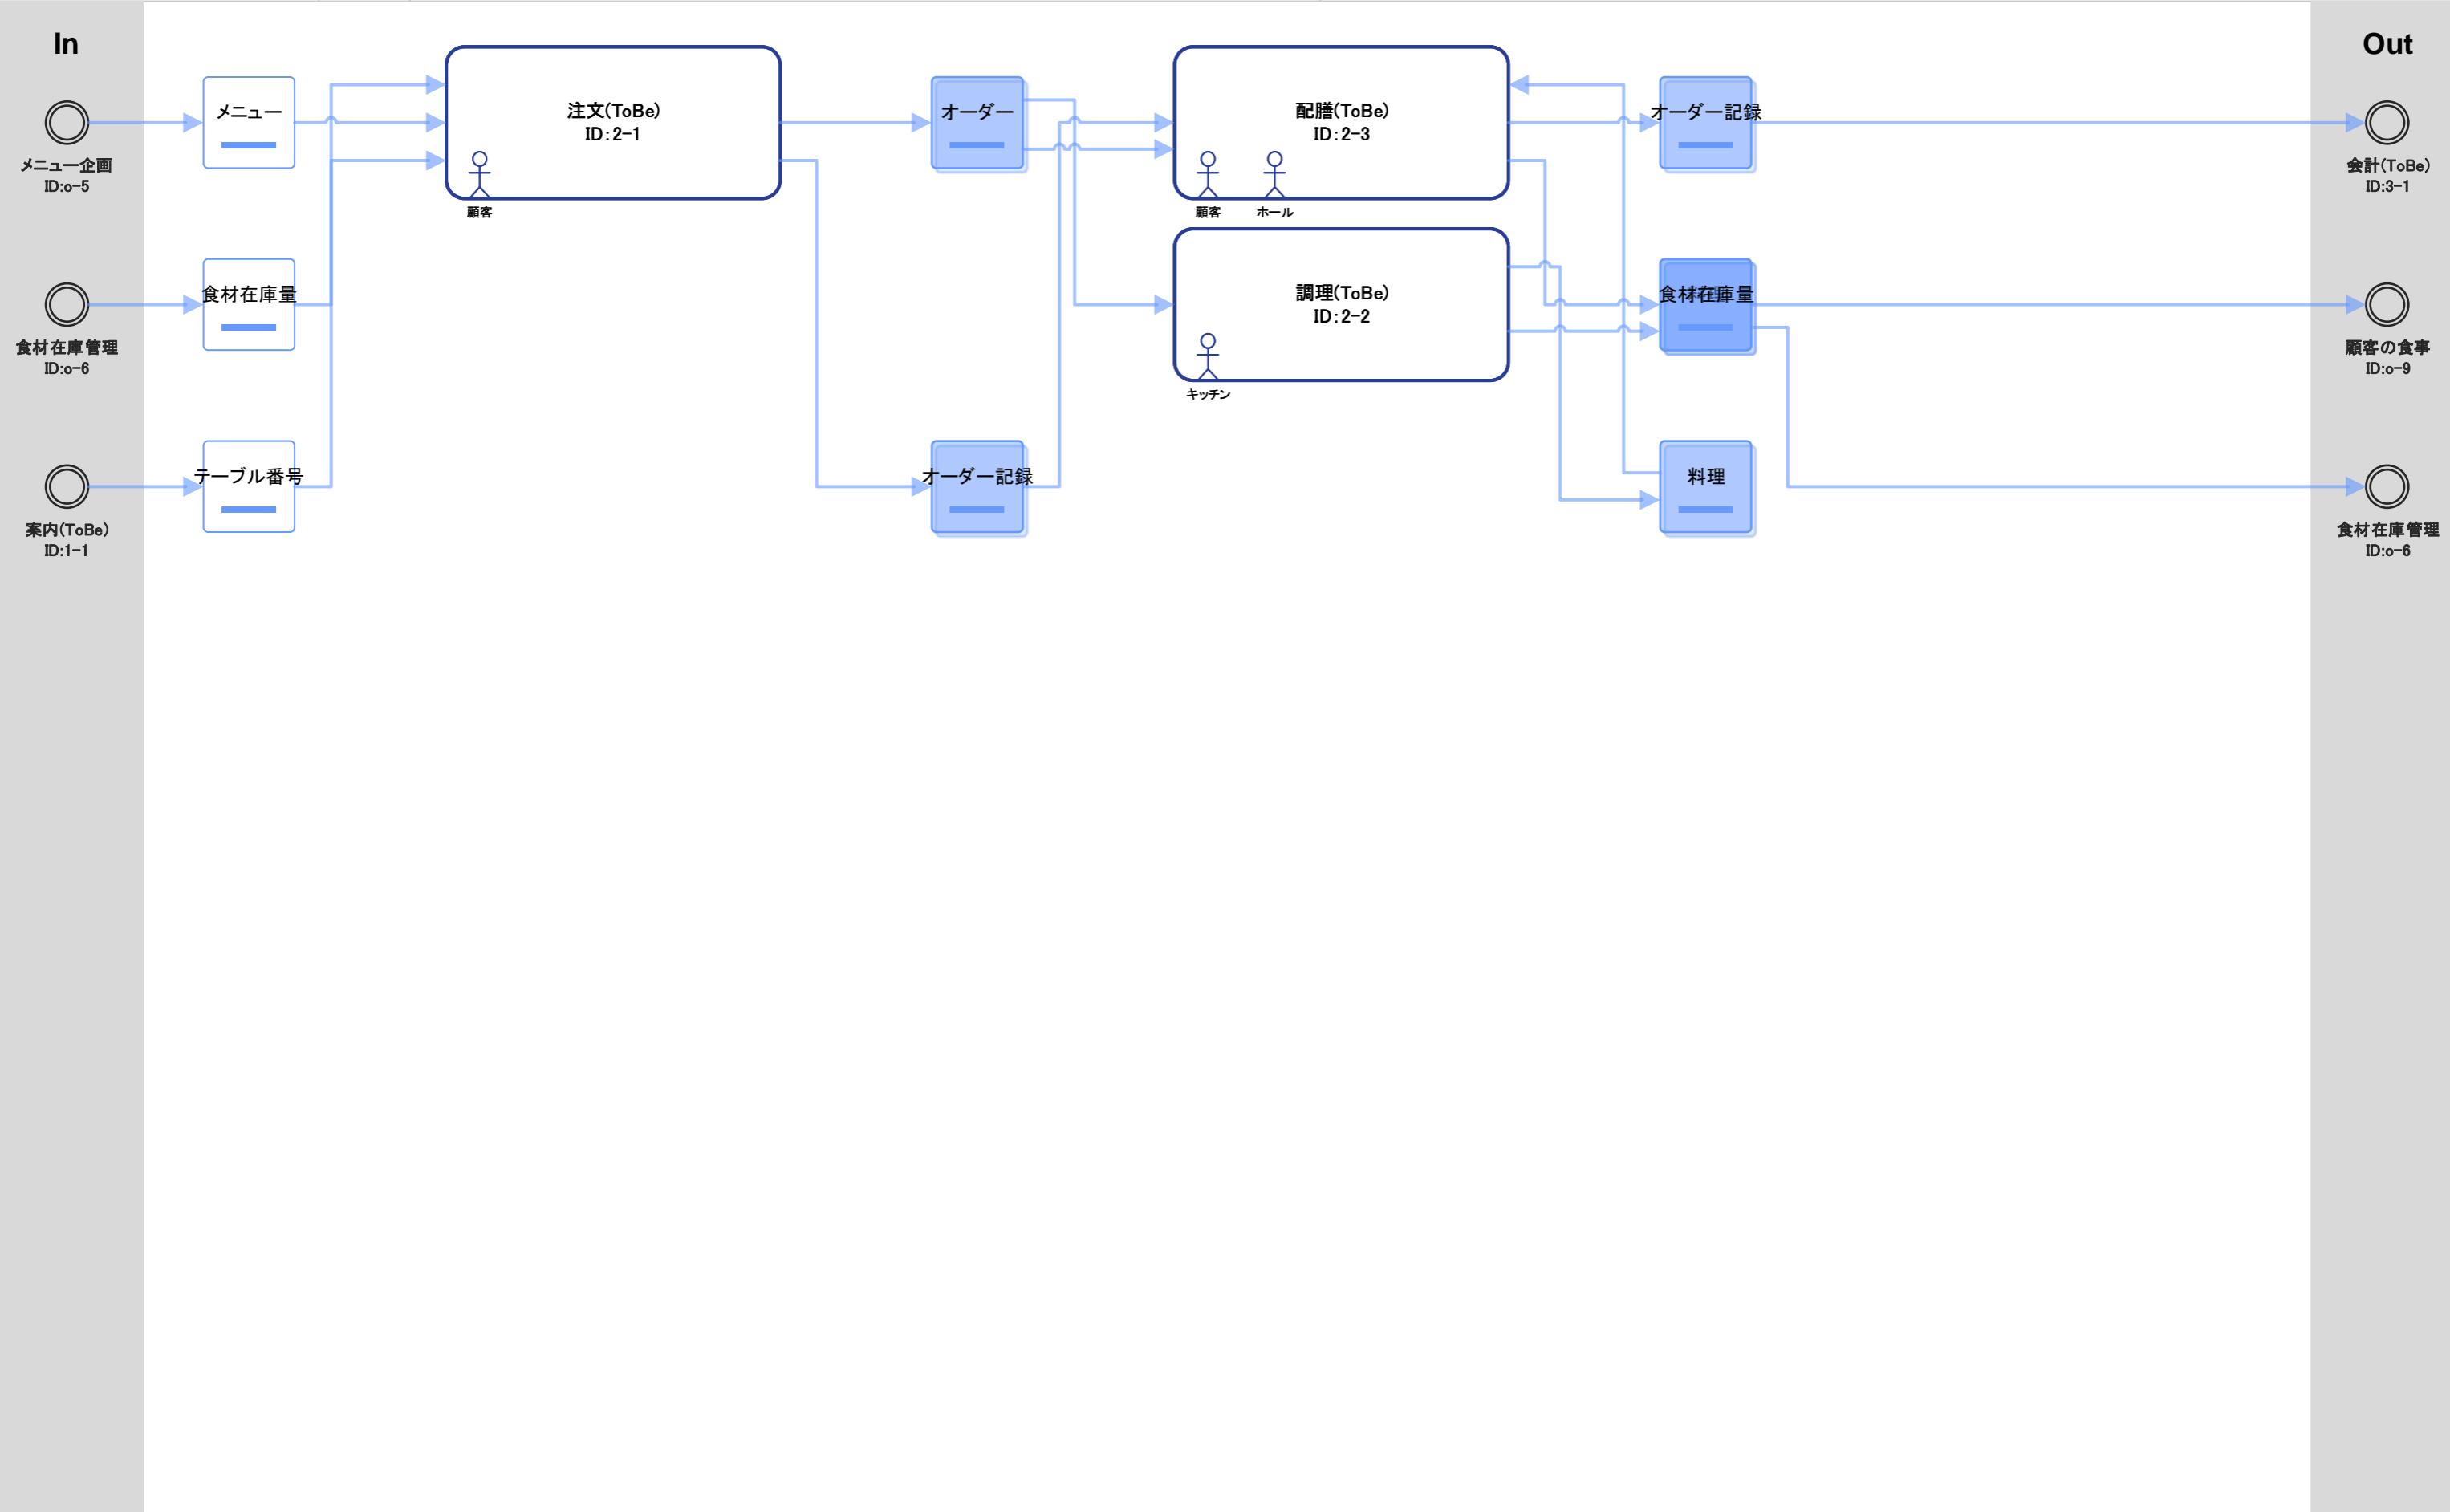 In
Out
メニュー企画
ID:o-5
食材在庫管理
ID:o-6
案内(ToBe)
ID:1-1
メニュー
食材在庫量
テーブル番号
注文(ToBe)
ID:2-1
顧客
オーダー
オーダー記録
配膳(ToBe)
ID:2-3
顧客
ホール
調理(ToBe)
ID:2-2
キッチン
オーダー記録
食材在庫量
料理
会計(ToBe)
ID:3-1
顧客の食事
ID:o-9
食材在庫管理
ID:o-6